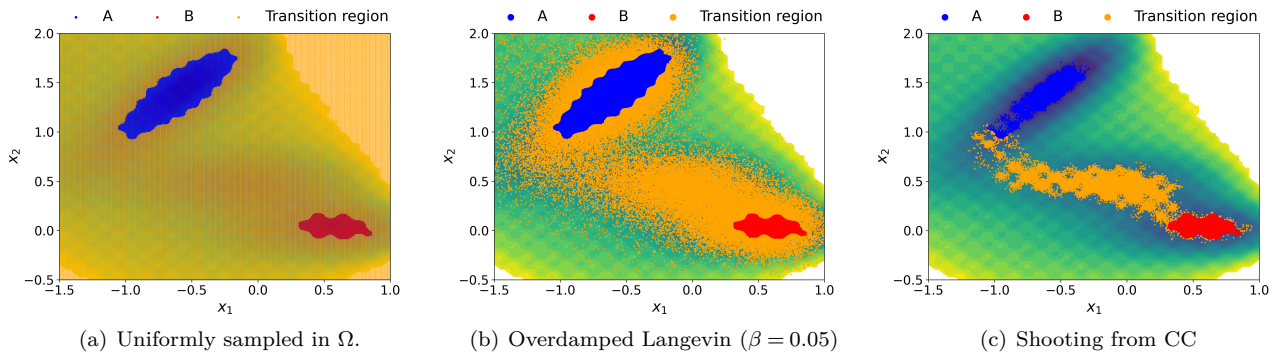 A B Transition region
2.0
1.5
1.0
0.5
0.0
−0.5
x₂
−1.5 −1.0 −0.5 0.0 0.5 1.0
x₁
(a) Uniformly sampled in Ω.
A B Transition region
2.0
1.5
1.0
0.5
0.0
−0.5
x₂
−1.5 −1.0 −0.5 0.0 0.5 1.0
x₁
(b) Overdamped Langevin (β = 0.05)
A B Transition region
2.0
1.5
1.0
0.5
0.0
−0.5
x₂
−1.5 −1.0 −0.5 0.0 0.5 1.0
x₁
(c) Shooting from CC